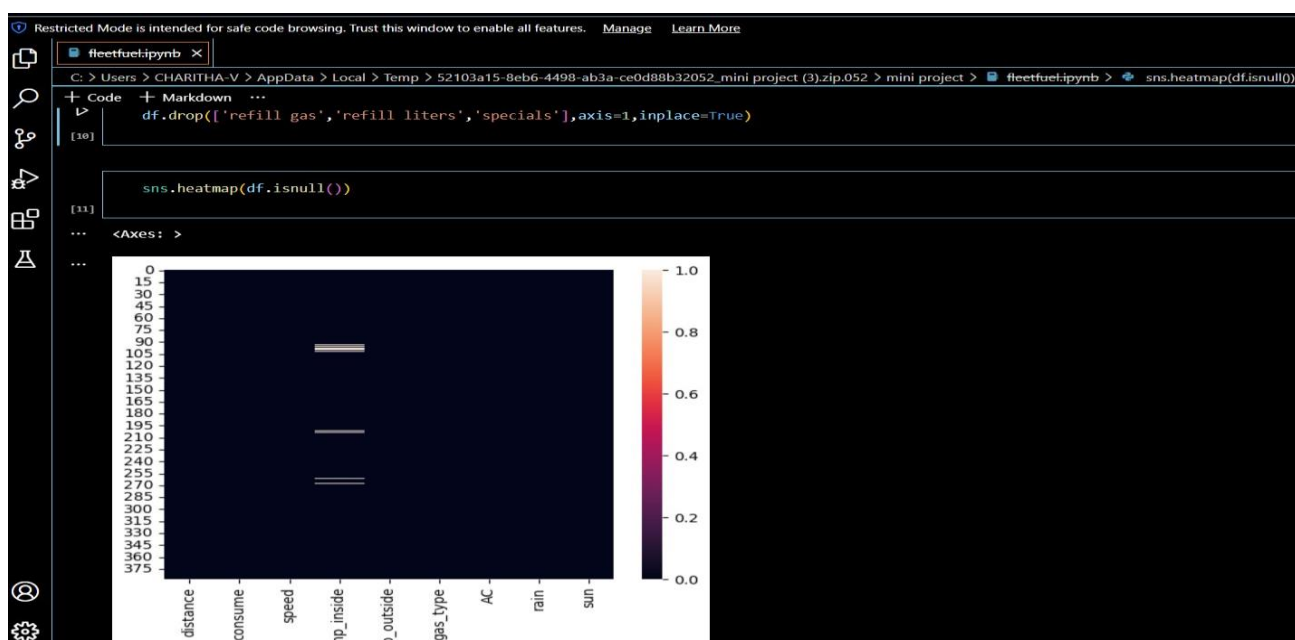 Restricted Mode is intended for safe code browsing. Trust this window to enable all features. Manage Learn More
fleetfuel.ipynb ×
C: > Users > CHARITHA-V > AppData > Local > Temp > 52103a15-8eb6-4498-ab3a-ce0d88b32052_mini project (3).zip.052 > mini project > fleetfuel.ipynb > sns.heatmap(df.isnull())
+ Code + Markdown ...
df.drop(['refill gas','refill liters','specials'],axis=1,inplace=True)
[10]
sns.heatmap(df.isnull())
[11]
... <Axes: >
...
0
15
30
45
60
75
90
105
120
135
150
165
180
195
210
225
240
255
270
285
300
315
330
345
360
375
1.0
0.8
0.6
0.4
0.2
0.0
distance
consume
speed
mp_inside
o_outside
gas_type
AC
rain
sun